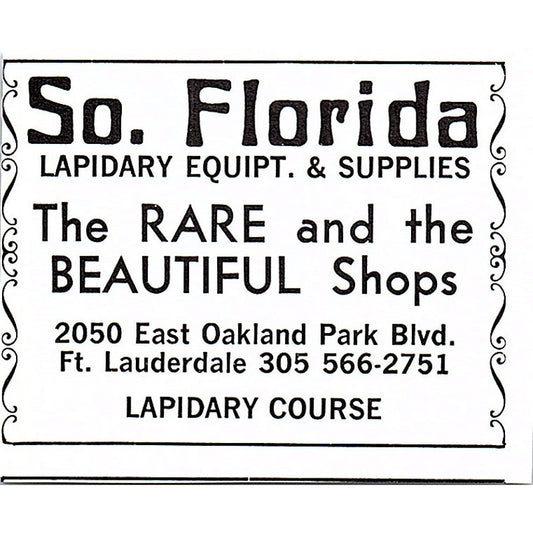 So. Florida
LAPIDARY EQUIPT. & SUPPLIES
The RARE and the
BEAUTIFUL Shops
2050 East Oakland Park Blvd.
Ft. Lauderdale 305 566-2751
LAPIDARY COURSE